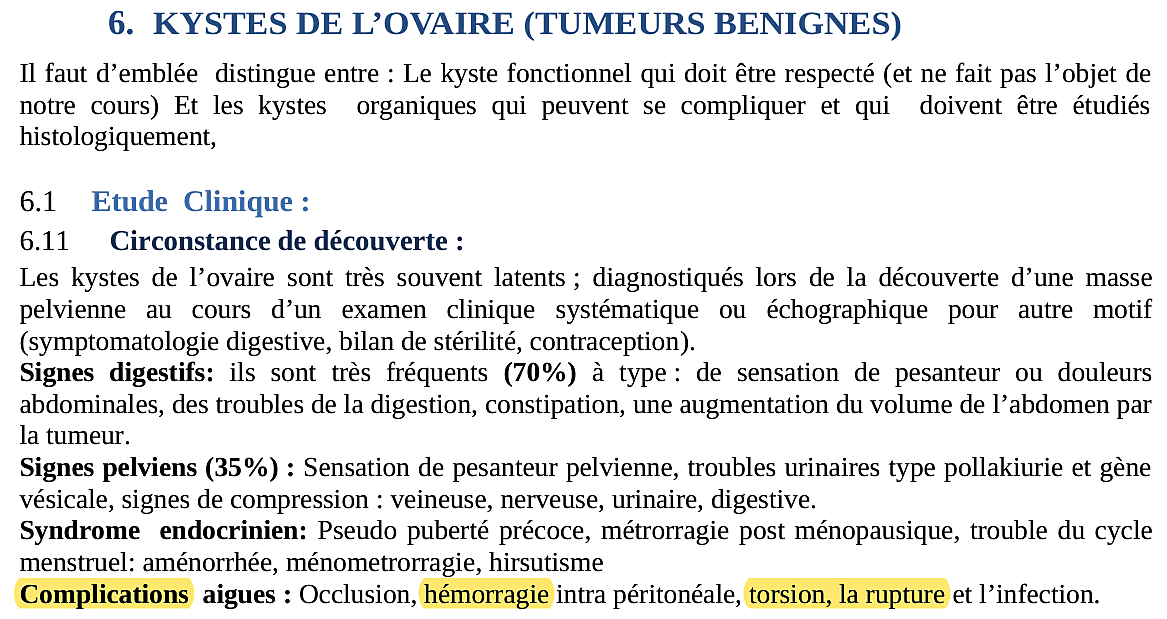 6. KYSTES DE L’OVAIRE (TUMEURS BENIGNES)
Il faut d’emblée distingue entre : Le kyste fonctionnel qui doit être respecté (et ne fait pas l’objet de
notre cours) Et les kystes organiques qui peuvent se compliquer et qui doivent être étudiés
histologiquement,
6.1 Etude Clinique :
6.11 Circonstance de découverte :
Les kystes de l’ovaire sont très souvent latents ; diagnostiqués lors de la découverte d’une masse
pelvienne au cours d’un examen clinique systématique ou échographique pour autre motif
(symptomatologie digestive, bilan de stérilité, contraception).
Signes digestifs: ils sont très fréquents (70%) à type : de sensation de pesanteur ou douleurs
abdominales, des troubles de la digestion, constipation, une augmentation du volume de l’abdomen par
la tumeur.
Signes pelviens (35%) : Sensation de pesanteur pelvienne, troubles urinaires type pollakiurie et gène
vésicale, signes de compression : veineuse, nerveuse, urinaire, digestive.
Syndrome endocrinien: Pseudo puberté précoce, métrorragie post ménopausique, trouble du cycle
menstruel: aménorrhée, ménometrorragie, hirsutisme
Complications aigues : Occlusion, hémorragie intra péritonéale, torsion, la rupture et l’infection.